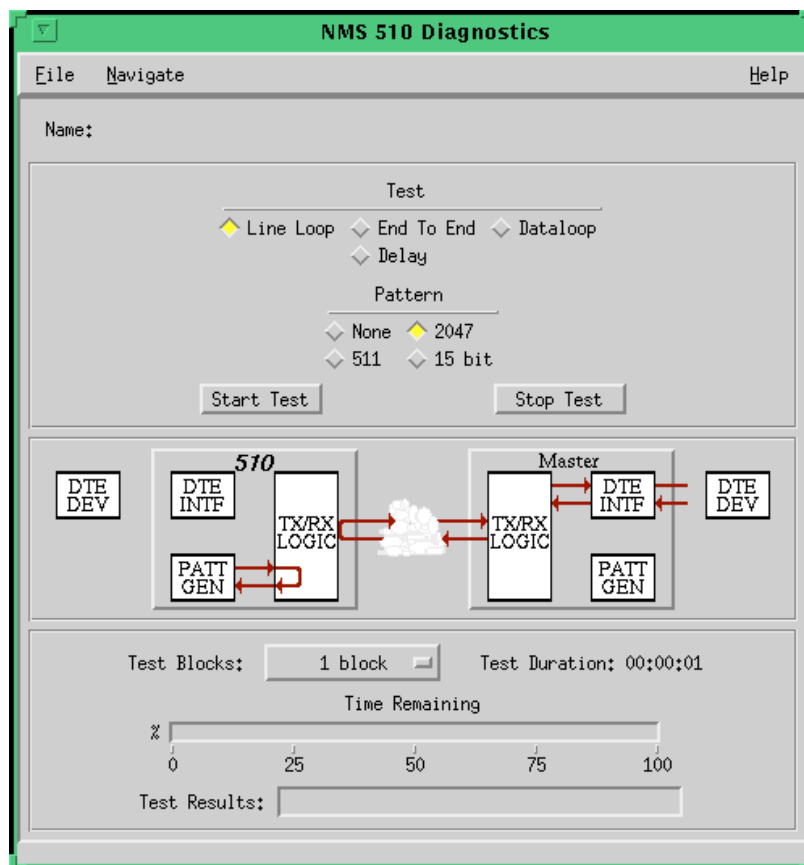 NMS 510 Diagnostics
File Navigate Help
Name:
Test
Line Loop End To End Dataloop
Delay
Pattern
None 2047
511 15 bit
Start Test Stop Test
510 Master
DTE DEV DTE INTF TX/RX LOGIC TX/RX LOGIC DTE INTF DTE DEV
PATT GEN PATT GEN
Test Blocks: 1 block Test Duration: 00:00:01
Time Remaining
%
0 25 50 75 100
Test Results: